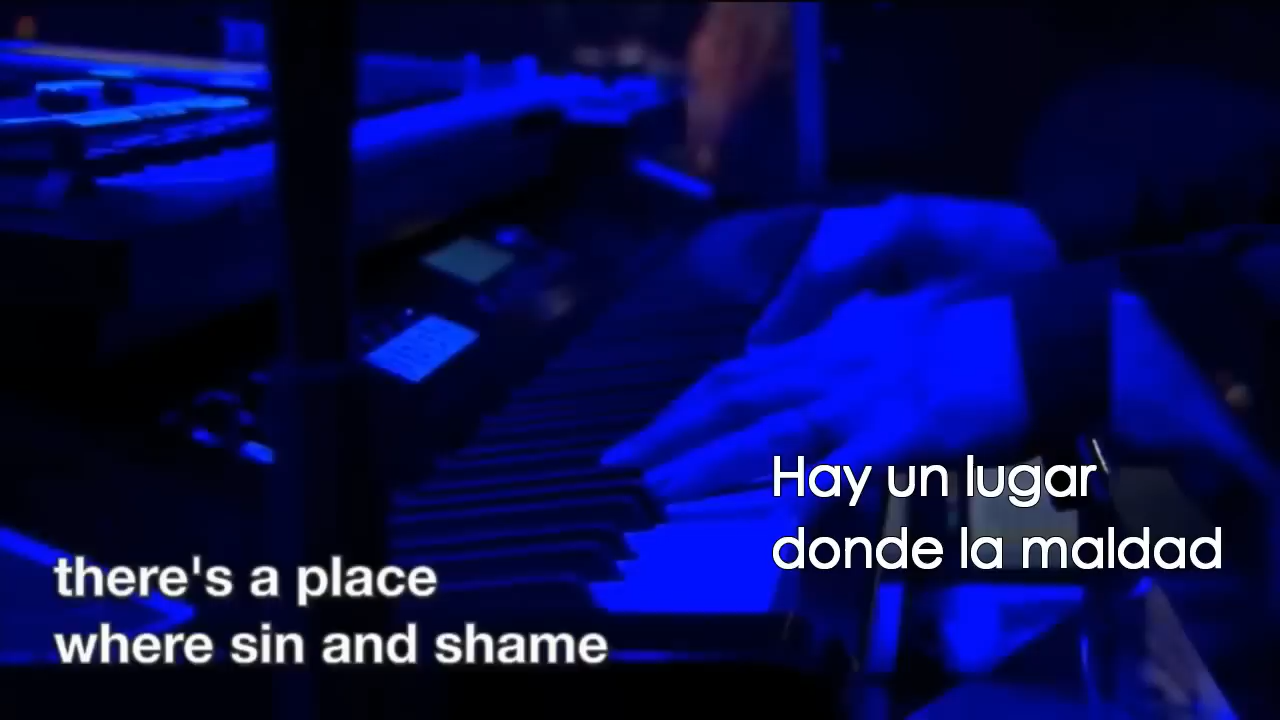 Hay un lugar
donde la maldad
there's a place
where sin and shame